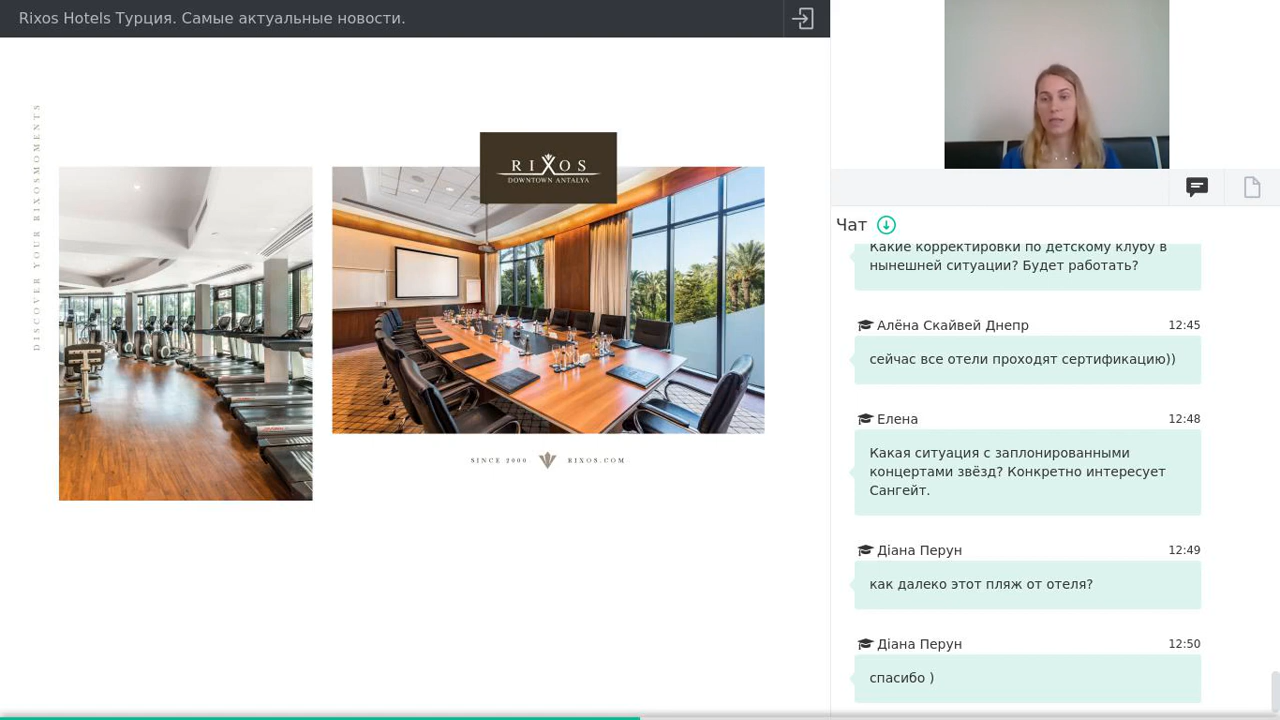 Rixos Hotels Турция. Самые актуальные новости.
DISCOVER YOUR RIXOSMOMENTS
RIXOS
DOWNTOWN ANTALYA
SINCE 2000 RIXOS.COM
Чат
Какие корректировки по детскому клубу в
нынешней ситуации? Будет работать?
Алёна Скайвей Днепр 12:45
сейчас все отели проходят сертификацию))
Елена 12:48
Какая ситуация с заплонированными
концертами звёзд? Конкретно интересует
Сангейт.
Діана Перун 12:49
как далеко этот пляж от отеля?
Діана Перун 12:50
спасибо )